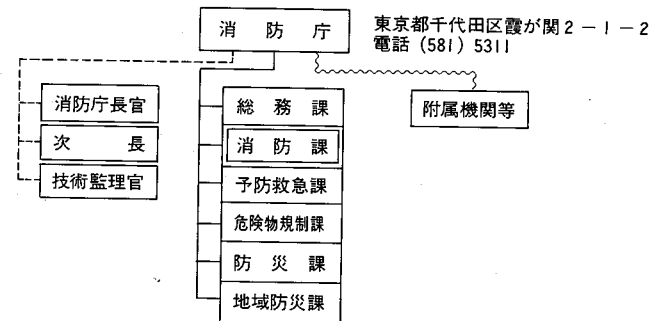 消防庁
東京都千代田区霞が関2-1-2
電話 (581) 5311
消防庁長官
次長
技術監理官
総務課
消防課
予防救急課
危険物規制課
防災課
地域防災課
附属機関等